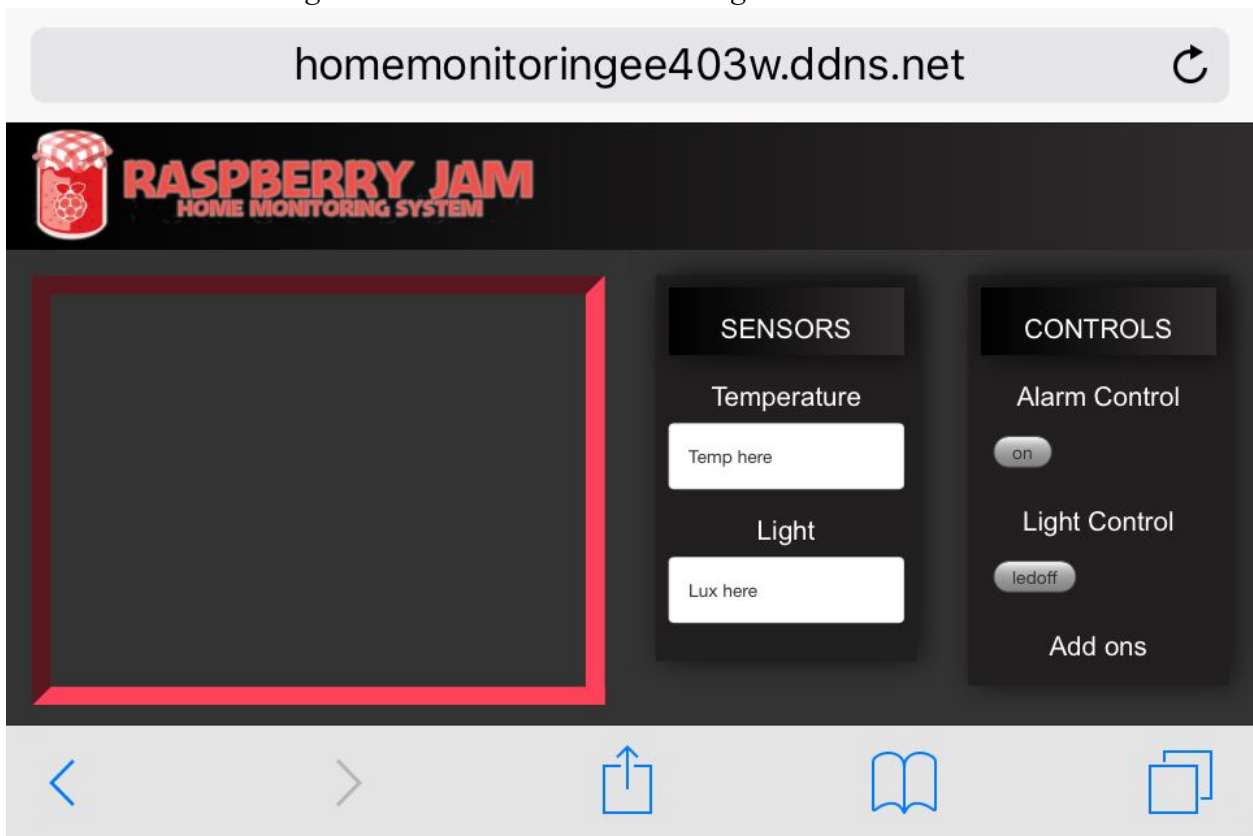 homemonitoringee403w.ddns.net
RASPBERRY JAM
HOME MONITORING SYSTEM
SENSORS
Temperature
Temp here
Light
Lux here
CONTROLS
Alarm Control
on
Light Control
ledoff
Add ons